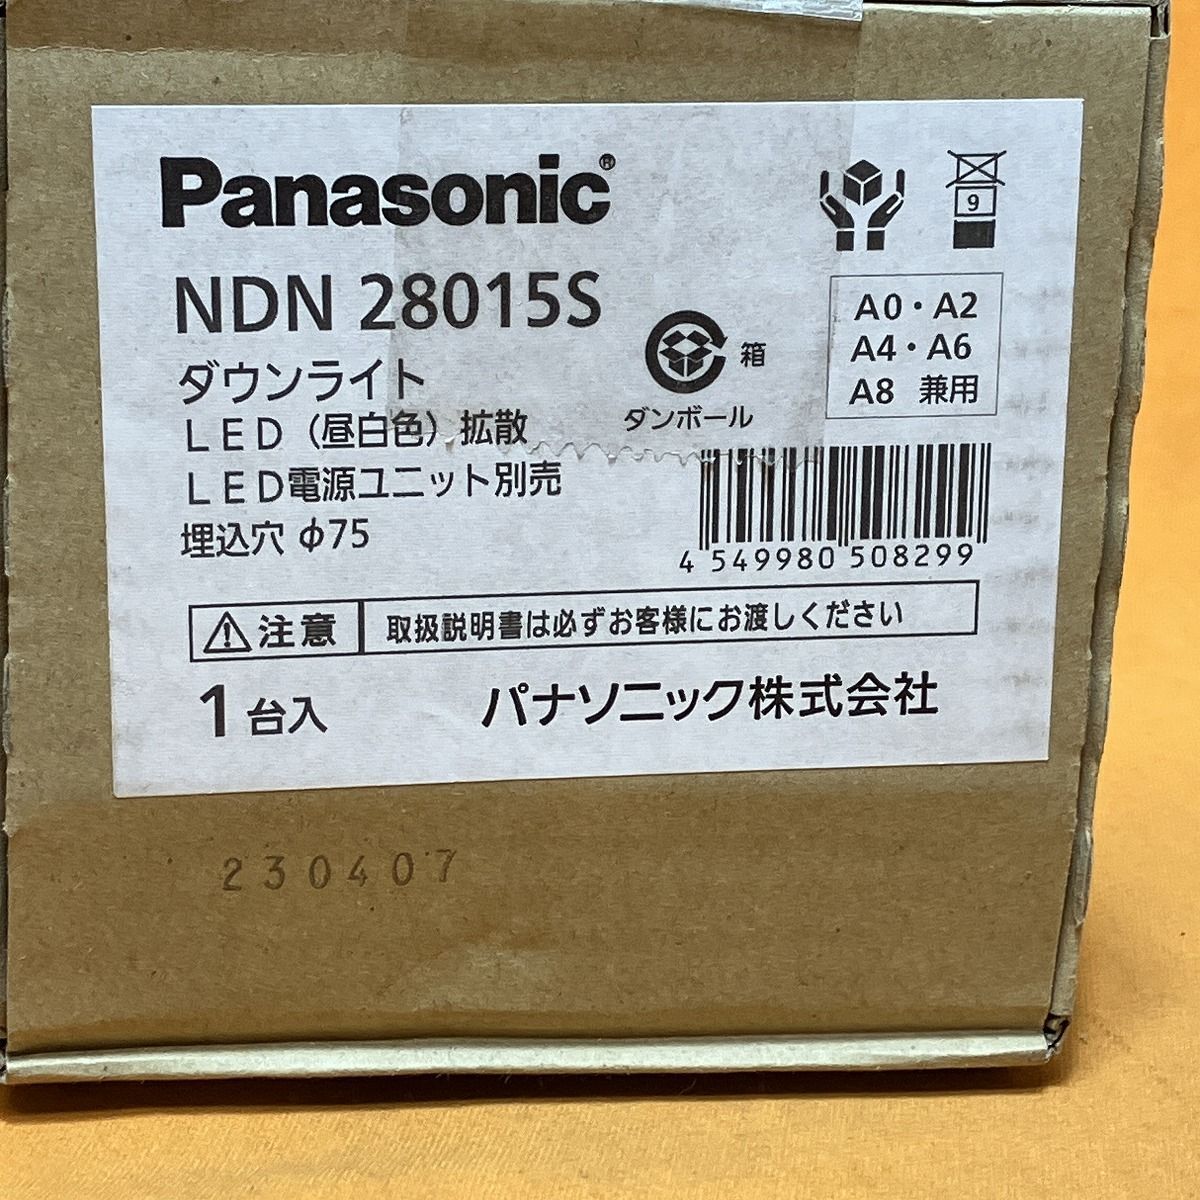 Panasonic®
NDN 28015S
ダウンライト
LED（昼白色）拡散
LED電源ユニット別売
埋込穴 φ75
9
A0・A2
A4・A6
A8 兼用
箱
ダンボール
4 549980 508299
注意
取扱説明書は必ずお客様にお渡しください
1台入
パナソニック株式会社
230407